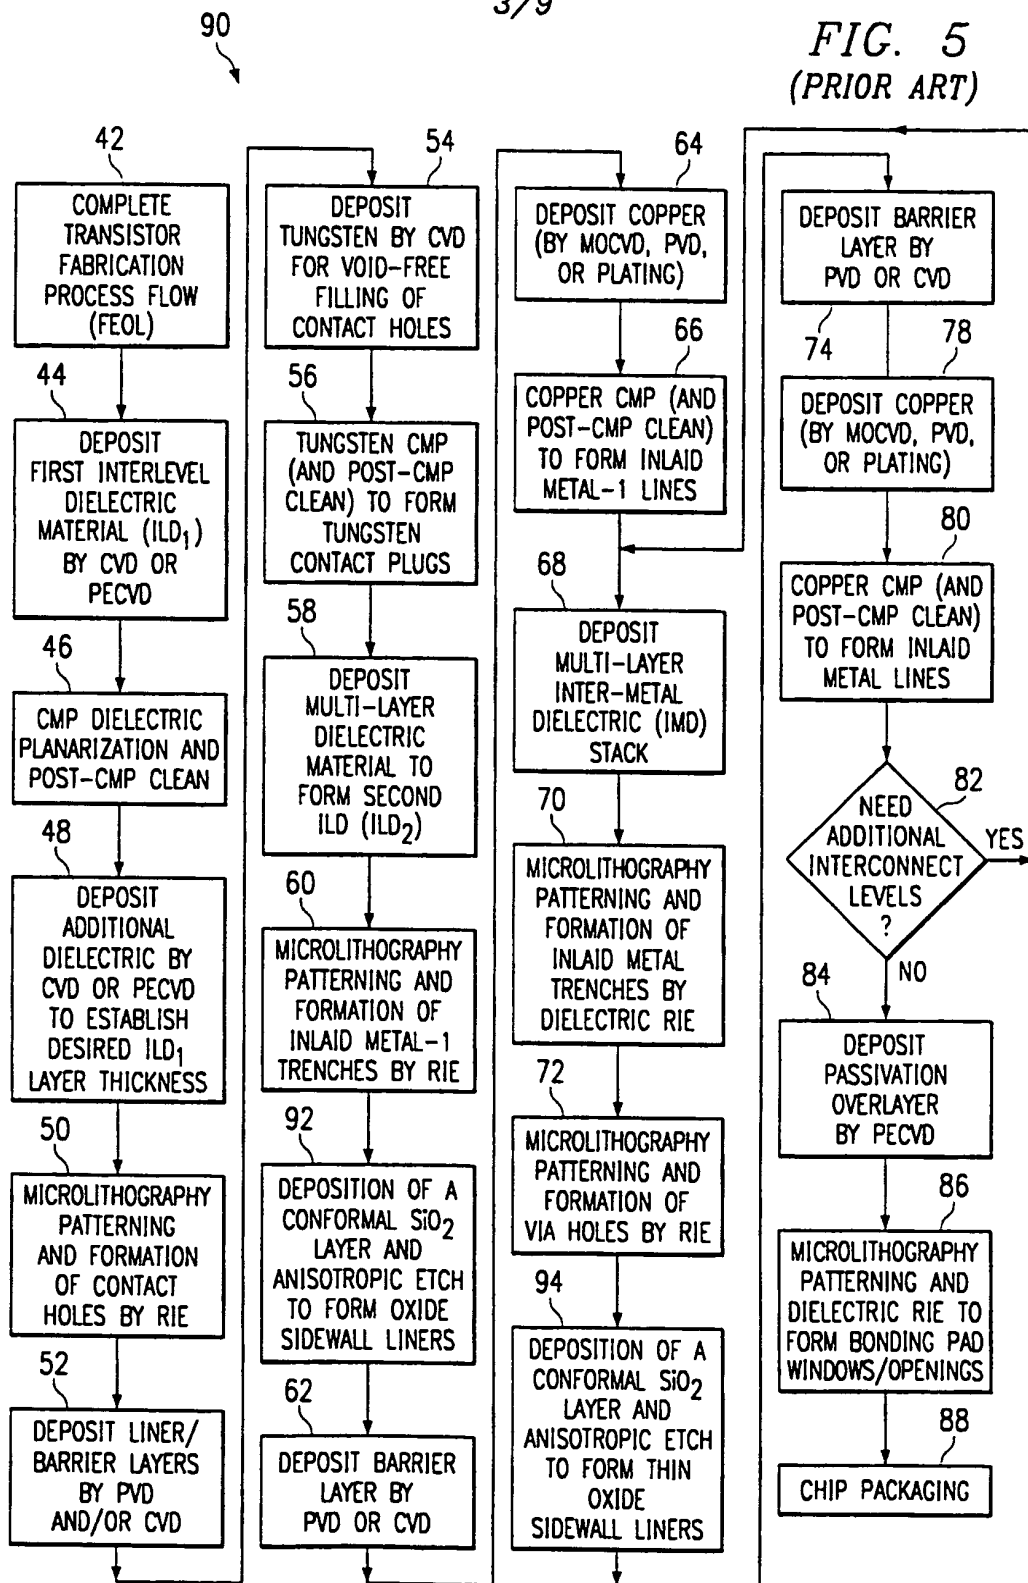 3/9
90
FIG. 5
(PRIOR ART)
42
COMPLETE
TRANSISTOR
FABRICATION
PROCESS FLOW
(FEOL)
44
DEPOSIT
FIRST INTERLEVEL
DIELECTRIC
MATERIAL (ILD1)
BY CVD OR
PECVD
46
CMP DIELECTRIC
PLANARIZATION AND
POST-CMP CLEAN
48
DEPOSIT
ADDITIONAL
DIELECTRIC BY
CVD OR PECVD
TO ESTABLISH
DESIRED ILD1
LAYER THICKNESS
50
MICROLITHOGRAPHY
PATTERNING
AND FORMATION
OF CONTACT
HOLES BY RIE
52
DEPOSIT LINER/
BARRIER LAYERS
BY PVD
AND/OR CVD
54
DEPOSIT
TUNGSTEN BY CVD
FOR VOID-FREE
FILLING OF
CONTACT HOLES
56
TUNGSTEN CMP
(AND POST-CMP
CLEAN) TO FORM
TUNGSTEN
CONTACT PLUGS
58
DEPOSIT
MULTI-LAYER
DIELECTRIC
MATERIAL TO
FORM SECOND
ILD (ILD2)
60
MICROLITHOGRAPHY
PATTERNING AND
FORMATION OF
INLAID METAL-1
TRENCHES BY RIE
92
DEPOSITION OF A
CONFORMAL SiO2
LAYER AND
ANISOTROPIC ETCH
TO FORM OXIDE
SIDEWALL LINERS
62
DEPOSIT BARRIER
LAYER BY
PVD OR CVD
64
DEPOSIT COPPER
(BY MOCVD, PVD,
OR PLATING)
66
COPPER CMP (AND
POST-CMP CLEAN)
TO FORM INLAID
METAL-1 LINES
68
DEPOSIT
MULTI-LAYER
INTER-METAL
DIELECTRIC (IMD)
STACK
70
MICROLITHOGRAPHY
PATTERNING AND
FORMATION OF
INLAID METAL
TRENCHES BY
DIELECTRIC RIE
72
MICROLITHOGRAPHY
PATTERNING AND
FORMATION OF
VIA HOLES BY RIE
94
DEPOSITION OF A
CONFORMAL SiO2
LAYER AND
ANISOTROPIC ETCH
TO FORM THIN
OXIDE
SIDEWALL LINERS
DEPOSIT BARRIER
LAYER BY
PVD OR CVD
74
78
DEPOSIT COPPER
(BY MOCVD, PVD,
OR PLATING)
80
COPPER CMP (AND
POST-CMP CLEAN)
TO FORM INLAID
METAL LINES
82
NEED
ADDITIONAL
INTERCONNECT
LEVELS
?
YES
NO
84
DEPOSIT
PASSIVATION
OVERLAYER
BY PECVD
86
MICROLITHOGRAPHY
PATTERNING AND
DIELECTRIC RIE TO
FORM BONDING PAD
WINDOWS/OPENINGS
88
CHIP PACKAGING